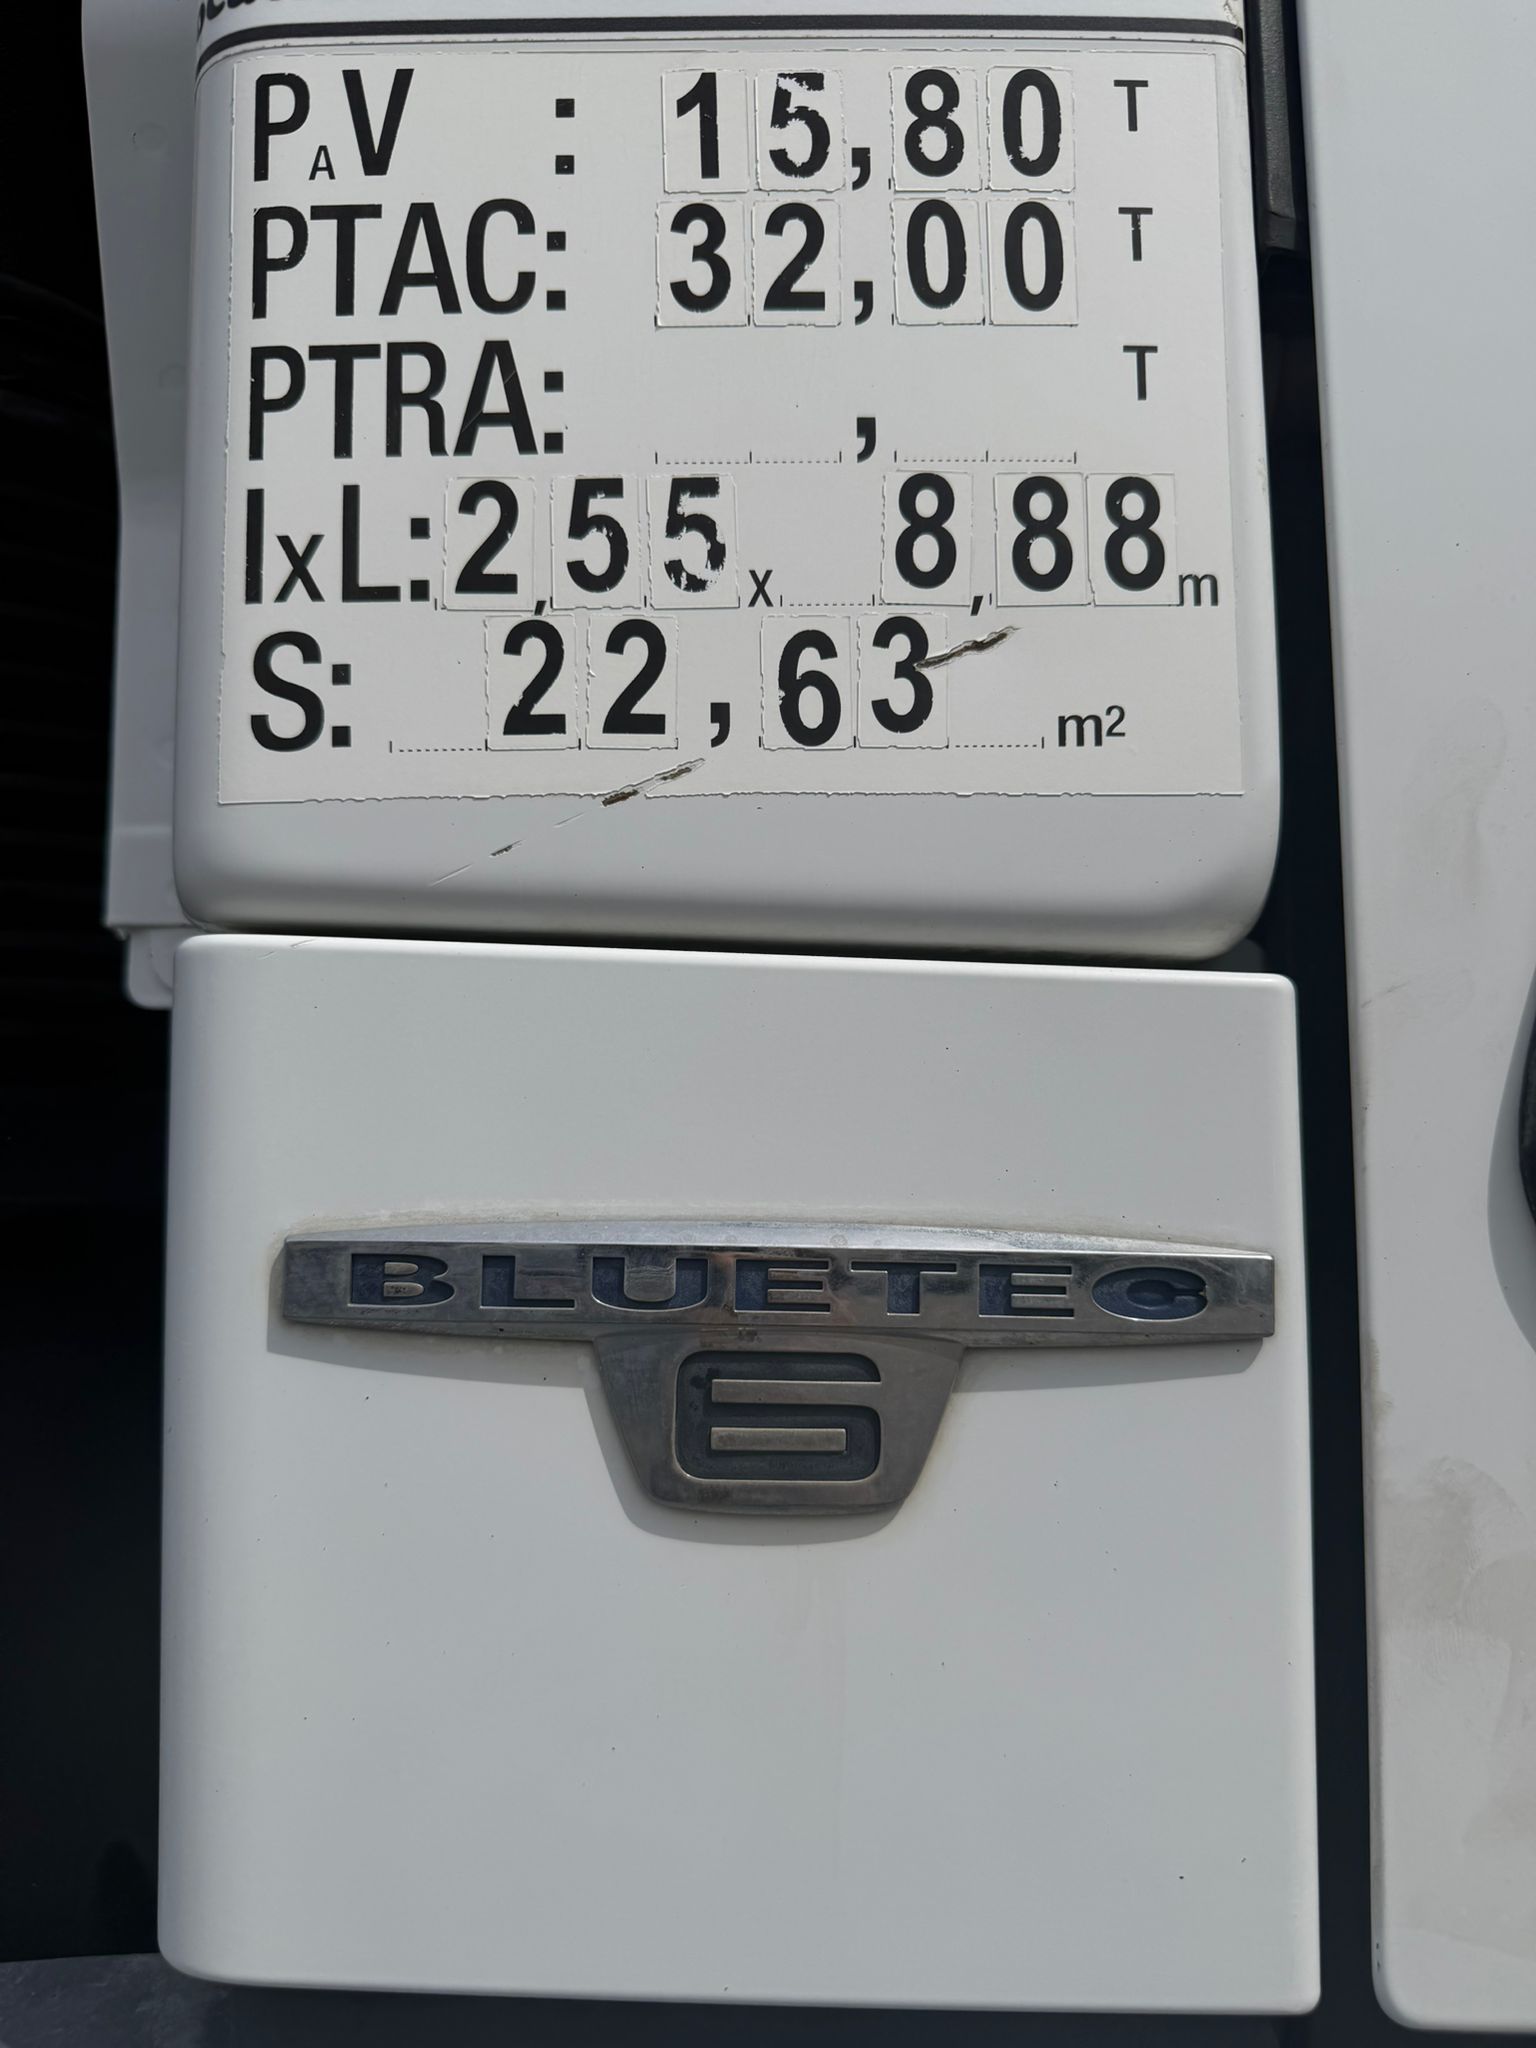 PAV : 15,80 T
PTAC: 32,00 T
PTRA: , T
lxL: 2,55 x 8,88 m
S: 22,63 m²
BLUETEC
6